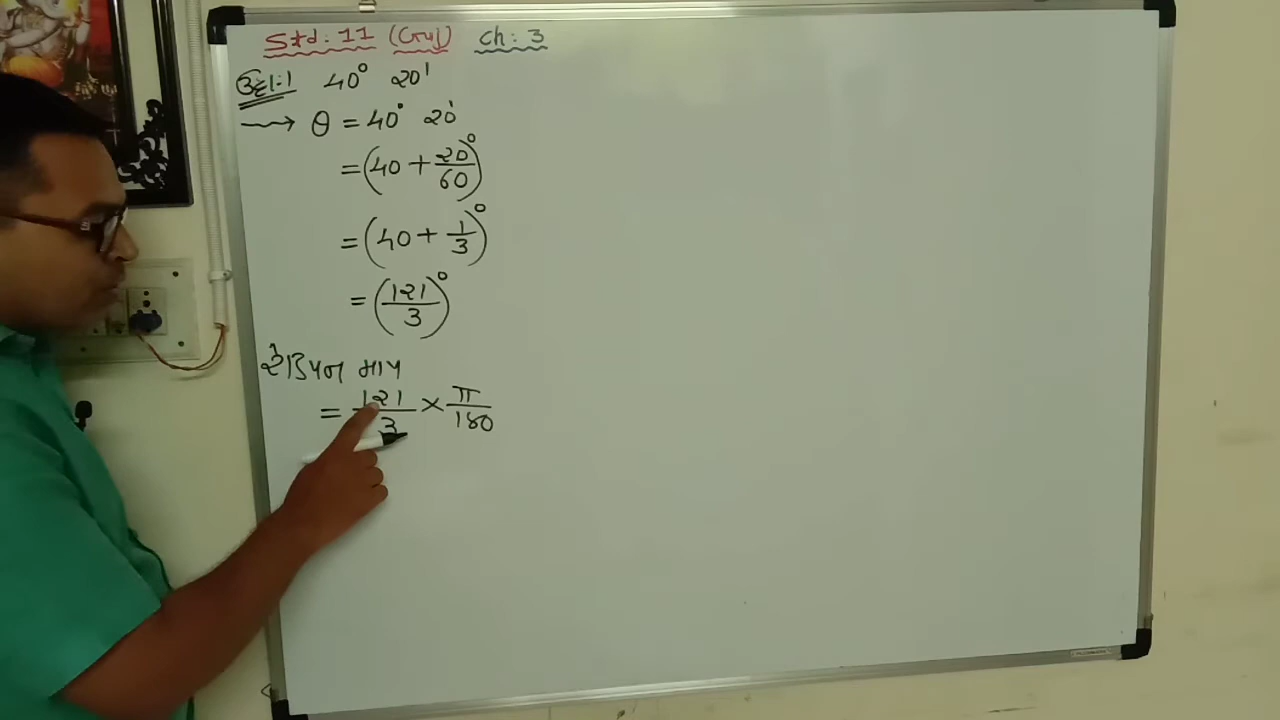 Std: 11 (Guj) ch: 3
ઉદા:1 40° 20'
→ θ = 40° 20'
= (40 + 20/60)°
= (40 + 1/3)°
= (121/3)°
રેડિયન માપ
= 121/3 × π/180